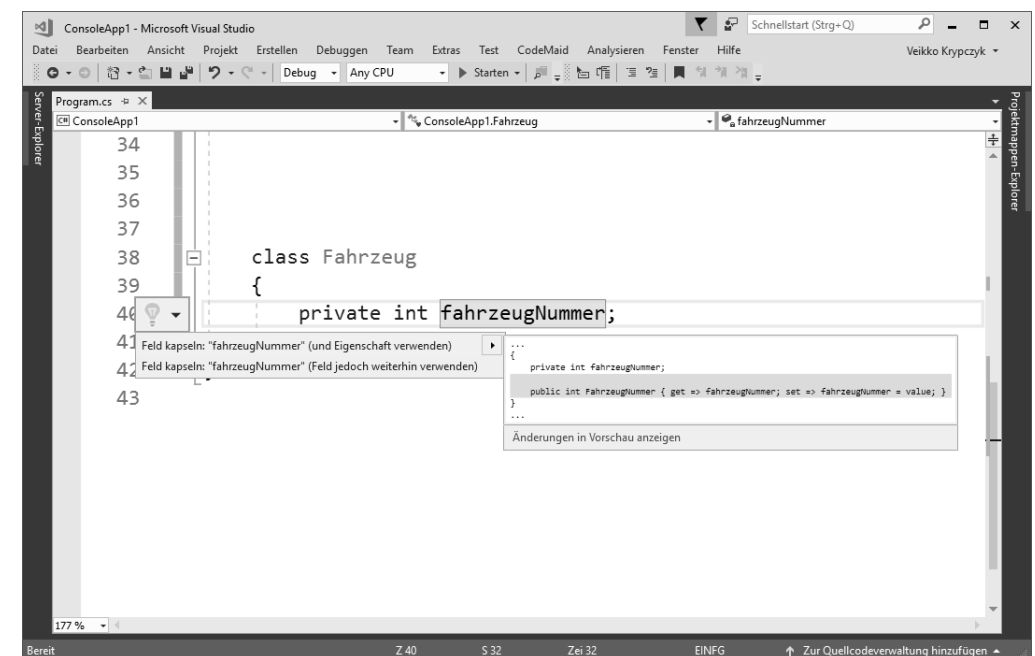 ConsoleApp1 - Microsoft Visual Studio
Schnellstart (Strg+Q)
Datei Bearbeiten Ansicht Projekt Erstellen Debuggen Team Extras Test CodeMaid Analysieren Fenster Hilfe Veikko Krypczyk
Debug Any CPU Starten
Server-Explorer
Program.cs
Projektmappen-Explorer
C# ConsoleApp1 ConsoleApp1.Fahrzeug fahrzeugNummer
34
35
36
37
38 class Fahrzeug
39 {
40 private int fahrzeugNummer;
41
Feld kapseln: "fahrzeugNummer" (und Eigenschaft verwenden)
42 }
Feld kapseln: "fahrzeugNummer" (Feld jedoch weiterhin verwenden)
43
...
{
private int fahrzeugNummer;
public int FahrzeugNummer { get => fahrzeugNummer; set => fahrzeugNummer = value; }
}
...
Änderungen in Vorschau anzeigen
177 %
Bereit Z 40 S 32 Zei 32 EINFG Zur Quellcodeverwaltung hinzufügen